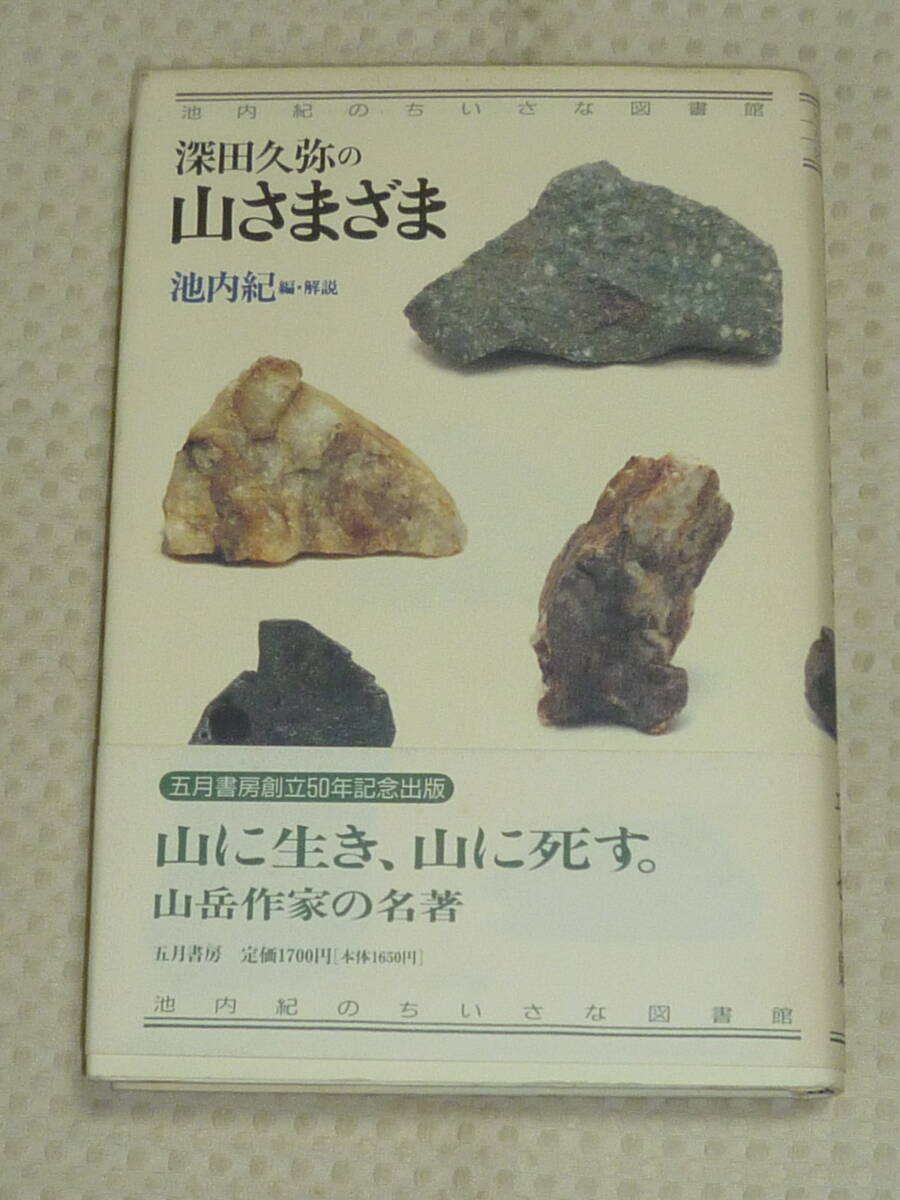 池内紀のちいさな図書館
深田久弥の
山さまざま
池内紀 編・解説
五月書房創立50年記念出版
山に生き、山に死す。
山岳作家の名著
五月書房 定価1700円[本体1650円]
池内紀のちいさな図書館